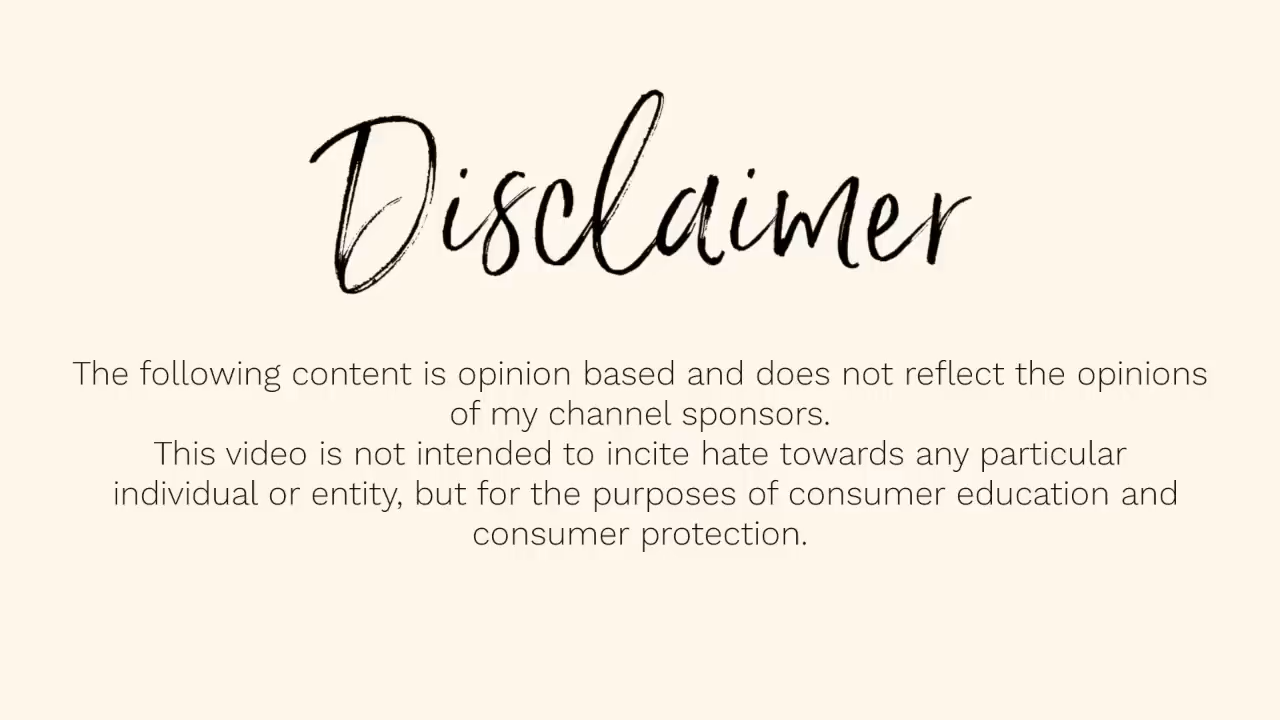 Disclaimer
The following content is opinion based and does not reflect the opinions
of my channel sponsors.
This video is not intended to incite hate towards any particular
individual or entity, but for the purposes of consumer education and
consumer protection.